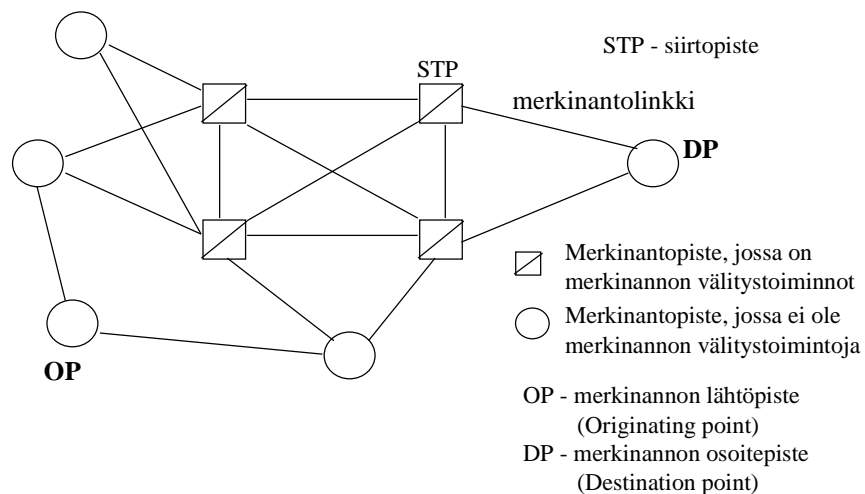 STP - siirtopiste
STP
merkinantolinkki
DP
Merkinantopiste, jossa on
merkinannon välitystoiminnot
Merkinantopiste, jossa ei ole
merkinannon välitystoimintoja
OP
OP - merkinannon lähtöpiste
(Originating point)
DP - merkinannon osoitepiste
(Destination point)